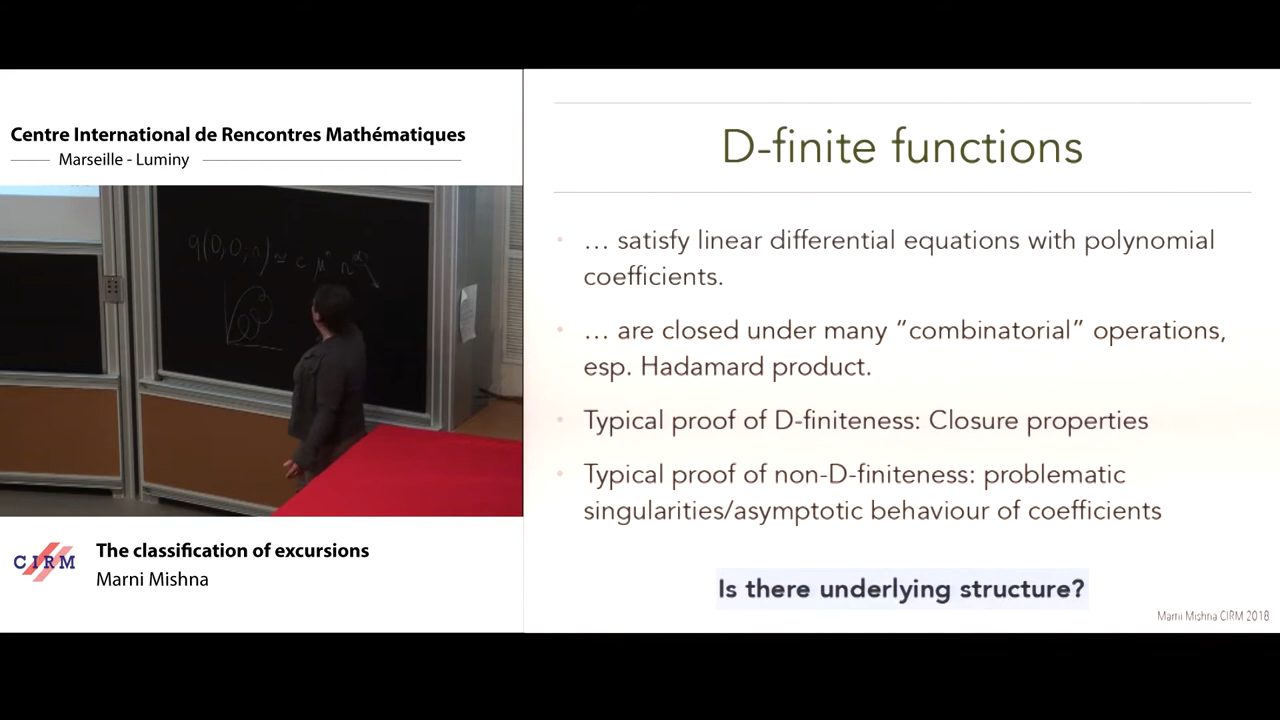 Centre International de Rencontres Mathématiques
Marseille - Luminy
q(0,0;n) ≃ c μⁿ n
CIRM
The classification of excursions
Marni Mishna
D-finite functions
… satisfy linear differential equations with polynomial
coefficients.
… are closed under many “combinatorial” operations,
esp. Hadamard product.
Typical proof of D-finiteness: Closure properties
Typical proof of non-D-finiteness: problematic
singularities/asymptotic behaviour of coefficients
Is there underlying structure?
Marni Mishna CIRM 2018